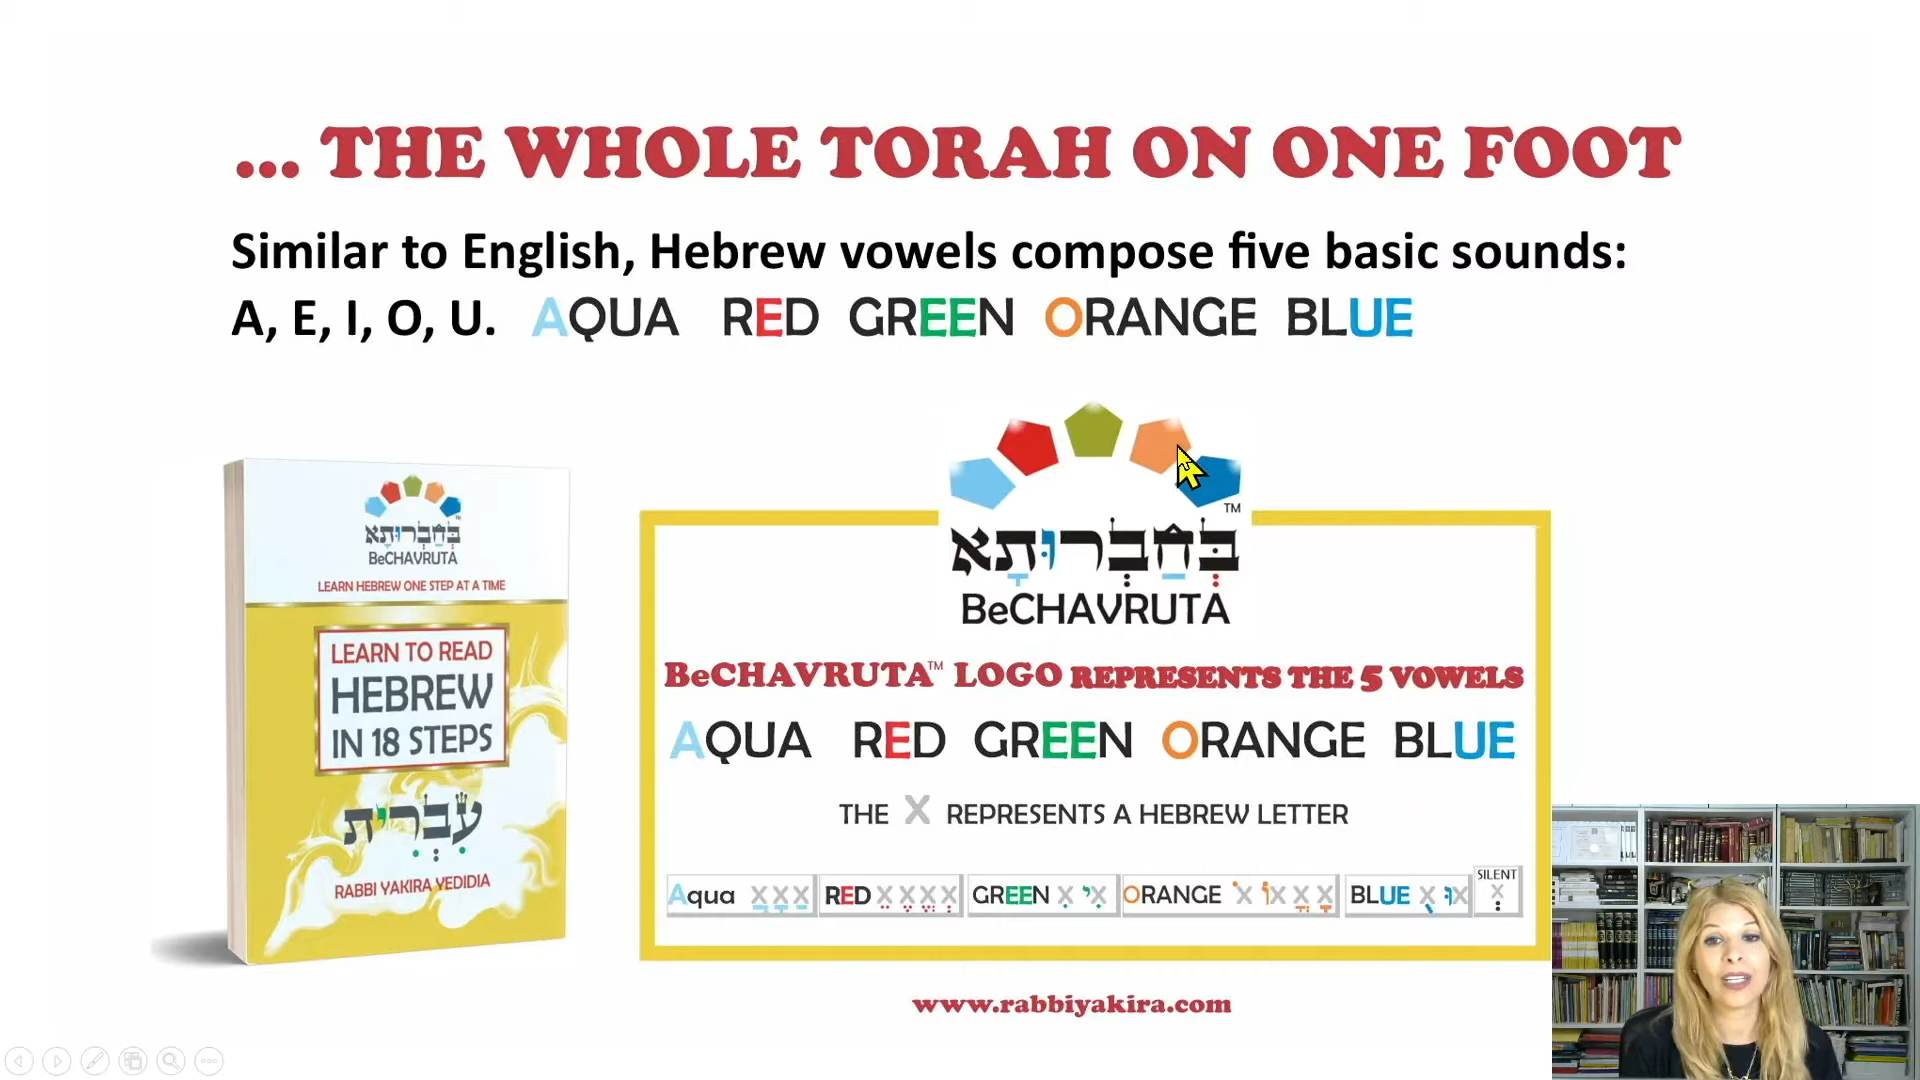 ... THE WHOLE TORAH ON ONE FOOT
Similar to English, Hebrew vowels compose five basic sounds:
A, E, I, O, U. AQUA RED GREEN ORANGE BLUE
בְּחַבְרוּתָא
BeCHAVRUTA
LEARN HEBREW ONE STEP AT A TIME
LEARN TO READ
HEBREW
IN 18 STEPS
RABBI YAKIRA YEDIDIA
TM
בְּחַבְרוּתָא
BeCHAVRUTA
BeCHAVRUTA™ LOGO REPRESENTS THE 5 VOWELS
AQUA RED GREEN ORANGE BLUE
THE X REPRESENTS A HEBREW LETTER
Aqua XXX RED XXXX GREEN X X ORANGE X X X X BLUE X X SILENT X
www.rabbiyakira.com